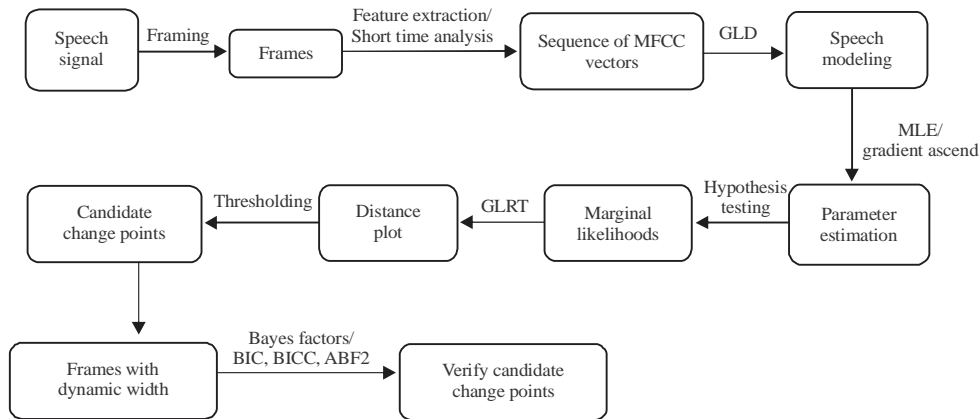 Speech
signal
Framing
Frames
Feature extraction/
Short time analysis
Sequence of MFCC
vectors
GLD
Speech
modeling
MLE/
gradient ascend
Parameter
estimation
Hypothesis
testing
Marginal
likelihoods
GLRT
Distance
plot
Thresholding
Candidate
change points
Frames with
dynamic width
Bayes factors/
BIC, BICC, ABF2
Verify candidate
change points